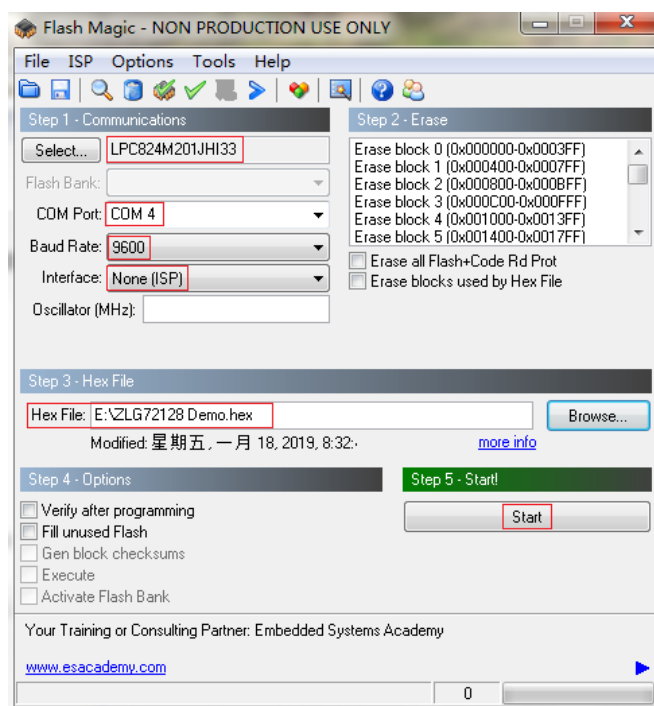 Flash Magic - NON PRODUCTION USE ONLY
File ISP Options Tools Help
Step 1 - Communications
Select... LPC824M201JHI33
Flash Bank:
COM Port: COM 4
Baud Rate: 9600
Interface: None (ISP)
Oscillator (MHz):
Step 2 - Erase
Erase block 0 (0x000000-0x0003FF)
Erase block 1 (0x000400-0x0007FF)
Erase block 2 (0x000800-0x000BFF)
Erase block 3 (0x000C00-0x000FFF)
Erase block 4 (0x001000-0x0013FF)
Erase block 5 (0x001400-0x0017FF)
Erase all Flash+Code Rd Prot
Erase blocks used by Hex File
Step 3 - Hex File
Hex File: E:\ZLG72128 Demo.hex Browse...
Modified: 星期五, 一月 18, 2019, 8:32: more info
Step 4 - Options
Verify after programming
Fill unused Flash
Gen block checksums
Execute
Activate Flash Bank
Step 5 - Start!
Start
Your Training or Consulting Partner: Embedded Systems Academy
www.esacademy.com
0